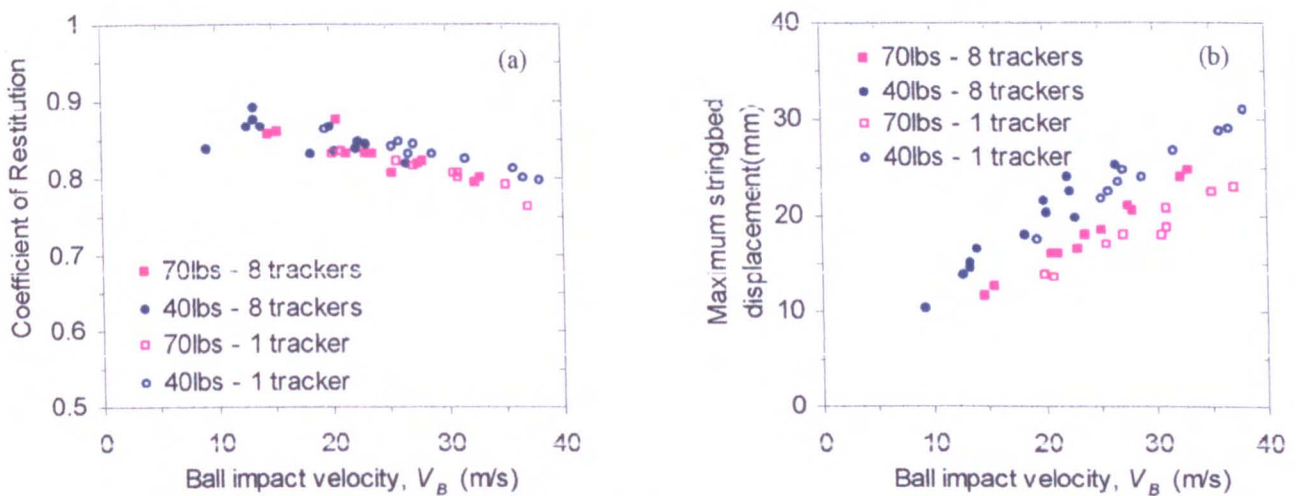 1
0.9
0.8
0.7
0.6
0.5
Coefficient of Restitution
(a)
70lbs - 8 trackers
40lbs - 8 trackers
70lbs - 1 tracker
40lbs - 1 tracker
0 10 20 30 40
Ball impact velocity, V_B (m/s)
40
30
20
10
0
Maximum stringbed
displacement(mm)
(b)
70lbs - 8 trackers
40lbs - 8 trackers
70lbs - 1 tracker
40lbs - 1 tracker
0 10 20 30 40
Ball impact velocity, V_B (m/s)